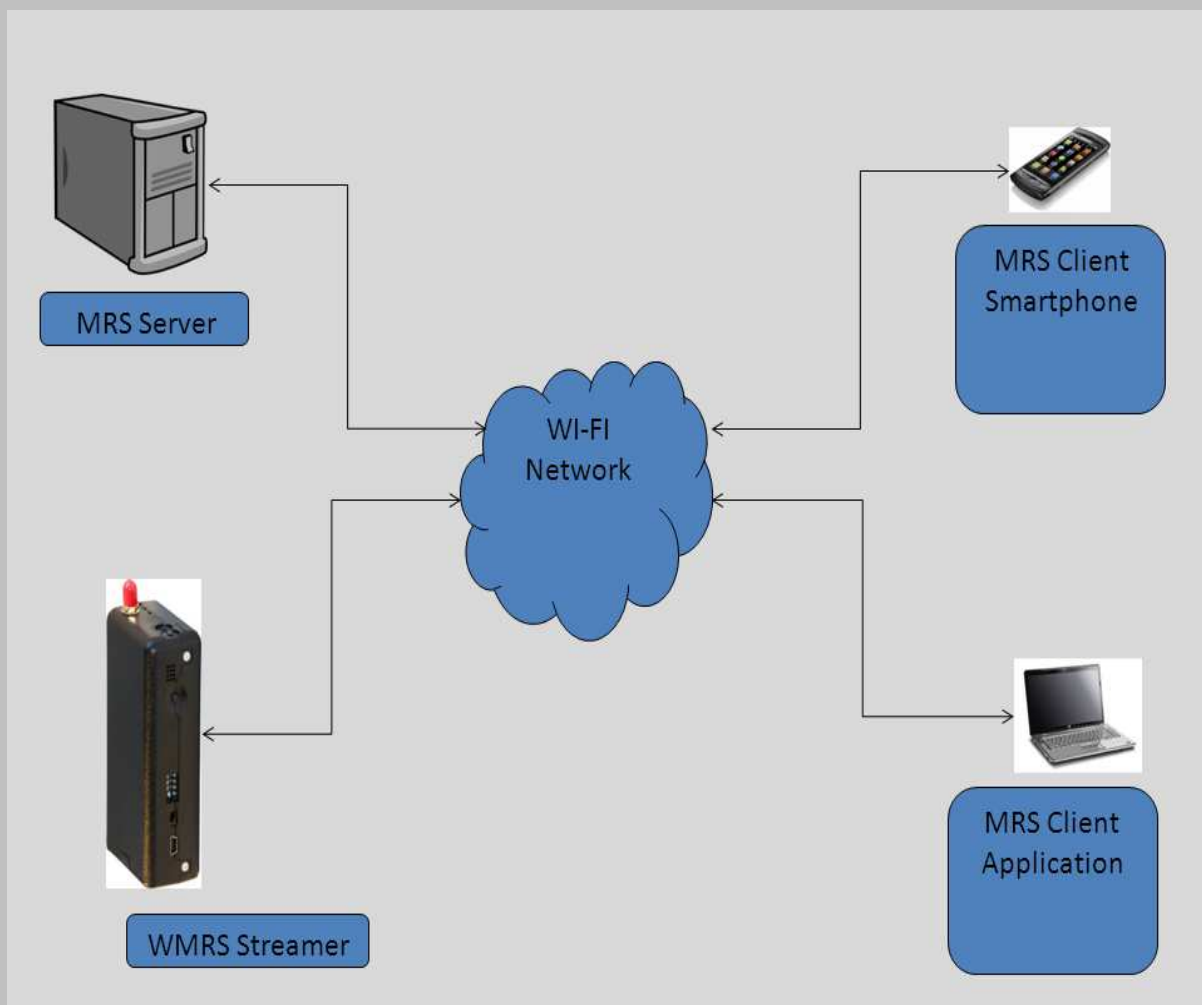 MRS Server
MRS Client
Smartphone
WI-FI
Network
WMRS Streamer
MRS Client
Application